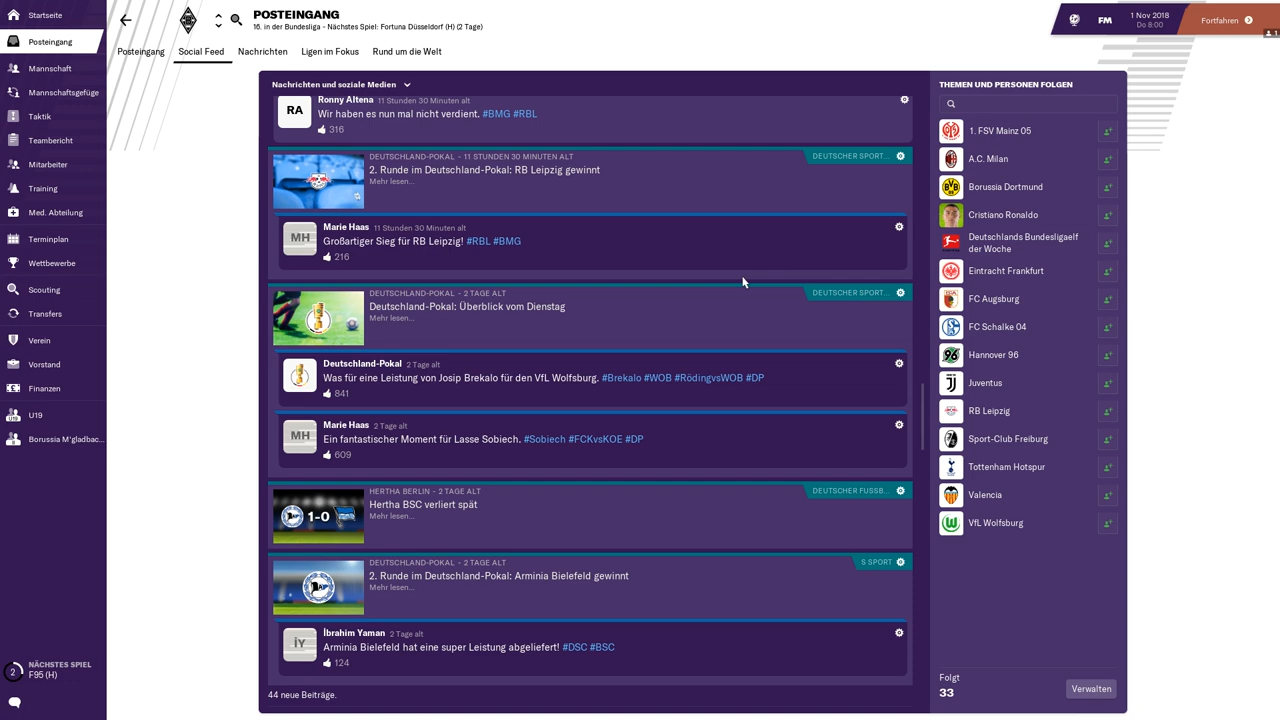 Startseite
Posteingang
Mannschaft
Mannschaftsgefüge
Taktik
Teambericht
Mitarbeiter
Training
Med. Abteilung
Terminplan
Wettbewerbe
Scouting
Transfers
Verein
Vorstand
Finanzen
U19
Borussia M'gladbac...
2
NÄCHSTES SPIEL
F95 (H)
POSTEINGANG
16. in der Bundesliga - Nächstes Spiel: Fortuna Düsseldorf (H) (2 Tage)
FM
1 Nov 2018
Do 8:00
Fortfahren
1
Posteingang
Social Feed
Nachrichten
Ligen im Fokus
Rund um die Welt
Nachrichten und soziale Medien
RA
Ronny Altena 11 Stunden 30 Minuten alt
Wir haben es nun mal nicht verdient. #BMG #RBL
316
DEUTSCHLAND-POKAL - 11 STUNDEN 30 MINUTEN ALT
DEUTSCHER SPORT...
2. Runde im Deutschland-Pokal: RB Leipzig gewinnt
Mehr lesen...
MH
Marie Haas 11 Stunden 30 Minuten alt
Großartiger Sieg für RB Leipzig! #RBL #BMG
216
DEUTSCHLAND-POKAL - 2 TAGE ALT
DEUTSCHER SPORT...
Deutschland-Pokal: Überblick vom Dienstag
Mehr lesen...
Deutschland-Pokal 2 Tage alt
Was für eine Leistung von Josip Brekalo für den VfL Wolfsburg. #Brekalo #WOB #RödingvsWOB #DP
841
MH
Marie Haas 2 Tage alt
Ein fantastischer Moment für Lasse Sobiech. #Sobiech #FCKvsKOE #DP
609
HERTHA BERLIN - 2 TAGE ALT
DEUTSCHER FUSSB...
1-0
Hertha BSC verliert spät
Mehr lesen...
DEUTSCHLAND-POKAL - 2 TAGE ALT
S SPORT
2. Runde im Deutschland-Pokal: Arminia Bielefeld gewinnt
Mehr lesen...
İY
İbrahim Yaman 2 Tage alt
Arminia Bielefeld hat eine super Leistung abgeliefert! #DSC #BSC
124
44 neue Beiträge.
THEMEN UND PERSONEN FOLGEN
1. FSV Mainz 05
A.C. Milan
Borussia Dortmund
Cristiano Ronaldo
Deutschlands Bundesligaelf
der Woche
Eintracht Frankfurt
FC Augsburg
FC Schalke 04
Hannover 96
Juventus
RB Leipzig
Sport-Club Freiburg
Tottenham Hotspur
Valencia
VfL Wolfsburg
Folgt
33
Verwalten